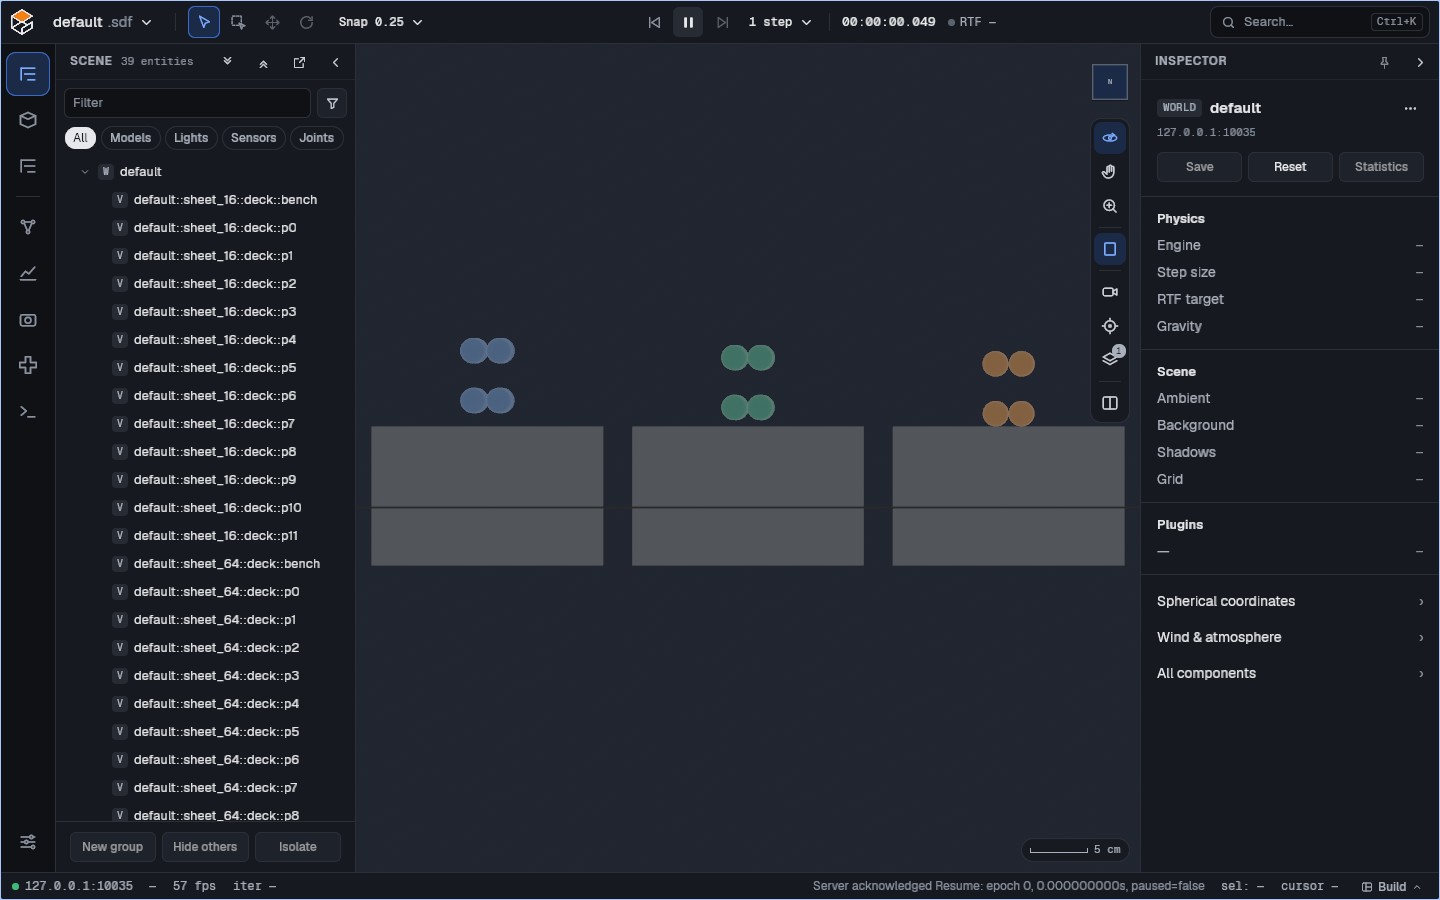 default .sdf
Snap 0.25
1 step
00:00:00.049
RTF –
Search...
Ctrl+K
SCENE 39 entities
Filter
All Models Lights Sensors Joints
W default
V default::sheet_16::deck::bench
V default::sheet_16::deck::p0
V default::sheet_16::deck::p1
V default::sheet_16::deck::p2
V default::sheet_16::deck::p3
V default::sheet_16::deck::p4
V default::sheet_16::deck::p5
V default::sheet_16::deck::p6
V default::sheet_16::deck::p7
V default::sheet_16::deck::p8
V default::sheet_16::deck::p9
V default::sheet_16::deck::p10
V default::sheet_16::deck::p11
V default::sheet_64::deck::bench
V default::sheet_64::deck::p0
V default::sheet_64::deck::p1
V default::sheet_64::deck::p2
V default::sheet_64::deck::p3
V default::sheet_64::deck::p4
V default::sheet_64::deck::p5
V default::sheet_64::deck::p6
V default::sheet_64::deck::p7
V default::sheet_64::deck::p8
New group Hide others Isolate
N
1
5 cm
INSPECTOR
WORLD default
127.0.0.1:10035
Save Reset Statistics
Physics
Engine –
Step size –
RTF target –
Gravity –
Scene
Ambient –
Background –
Shadows –
Grid –
Plugins
— –
Spherical coordinates
Wind & atmosphere
All components
127.0.0.1:10035 – 57 fps iter –
Server acknowledged Resume: epoch 0, 0.000000000s, paused=false sel: – cursor – Build